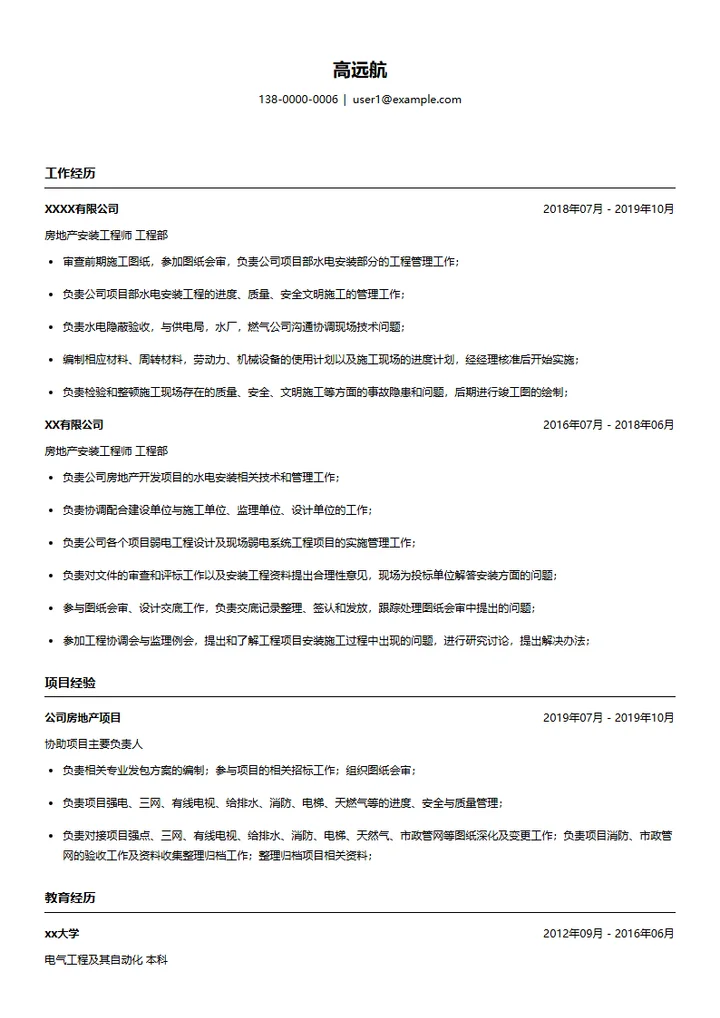 高远航
138-0000-0006 | user1@example.com
工作经历
XXXX有限公司 2018年07月 - 2019年10月
房地产安装工程师 工程部
• 审查前期施工图纸，参加图纸会审，负责公司项目部水电安装部分的工程管理工作；
• 负责公司项目部水电安装工程的进度、质量、安全文明施工的管理工作；
• 负责水电隐蔽验收，与供电局，水厂，燃气公司沟通协调现场技术问题；
• 编制相应材料、周转材料，劳动力、机械设备的使用计划以及施工现场的进度计划，经经理核准后开始实施；
• 负责检验和整顿施工现场存在的质量、安全、文明施工等方面的事故隐患和问题，后期进行竣工图的绘制；
XX有限公司 2016年07月 - 2018年06月
房地产安装工程师 工程部
• 负责公司房地产开发项目的水电安装相关技术和管理工作；
• 负责协调配合建设单位与施工单位、监理单位、设计单位的工作；
• 负责公司各个项目弱电工程设计及现场弱电系统工程项目的实施管理工作；
• 负责对文件的审查和评标工作以及安装工程资料提出合理性意见，现场为投标单位解答安装方面的问题；
• 参与图纸会审、设计交底工作，负责交底记录整理、签认和发放，跟踪处理图纸会审中提出的问题；
• 参加工程协调会与监理例会，提出和了解工程项目安装施工过程中出现的问题，进行研究讨论，提出解决办法；
项目经验
公司房地产项目 2019年07月 - 2019年10月
协助项目主要负责人
• 负责相关专业发包方案的编制；参与项目的相关招标工作；组织图纸会审；
• 负责项目强电、三网、有线电视、给排水、消防、电梯、天燃气等的进度、安全与质量管理；
• 负责对接项目强点、三网、有线电视、给排水、消防、电梯、天然气、市政管网等图纸深化及变更工作；负责项目消防、市政管
网的验收工作及资料收集整理归档工作；整理归档项目相关资料；
教育经历
xx大学 2012年09月 - 2016年06月
电气工程及其自动化 本科